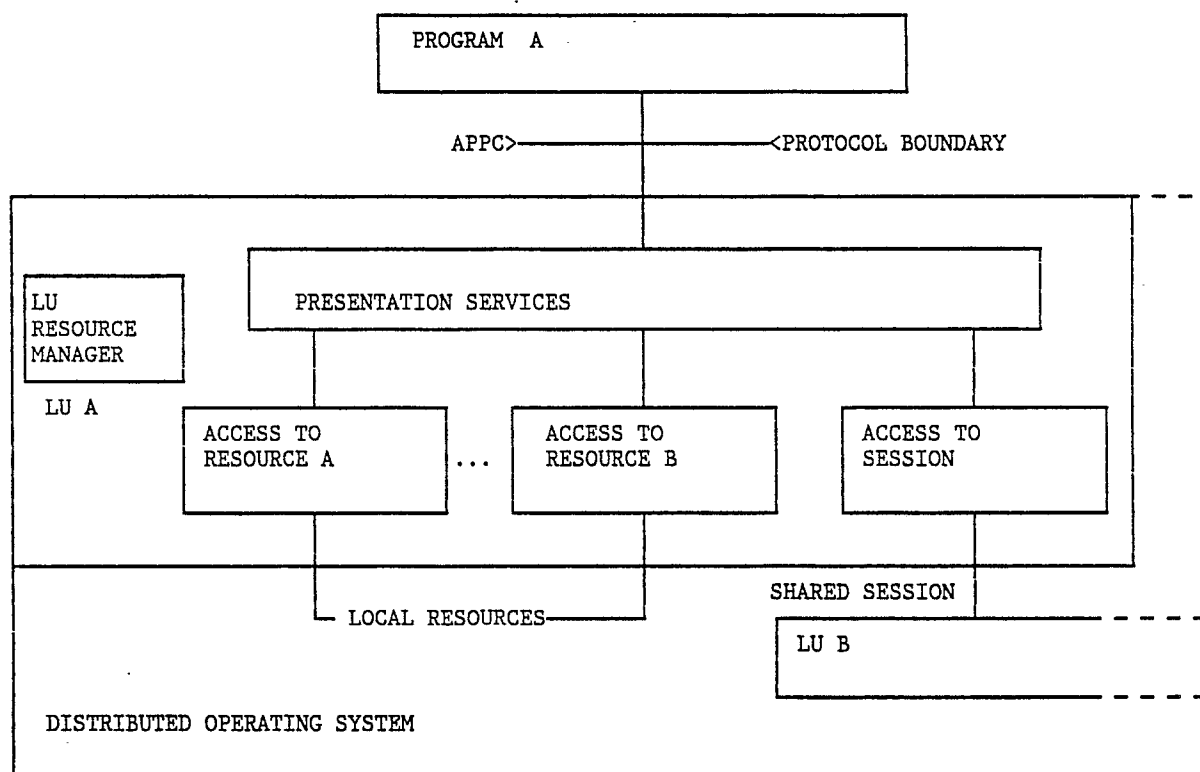 PROGRAM A
APPC> <PROTOCOL BOUNDARY
PRESENTATION SERVICES
LU
RESOURCE
MANAGER
LU A
ACCESS TO
RESOURCE A
...
ACCESS TO
RESOURCE B
ACCESS TO
SESSION
SHARED SESSION
LOCAL RESOURCES
LU B
DISTRIBUTED OPERATING SYSTEM